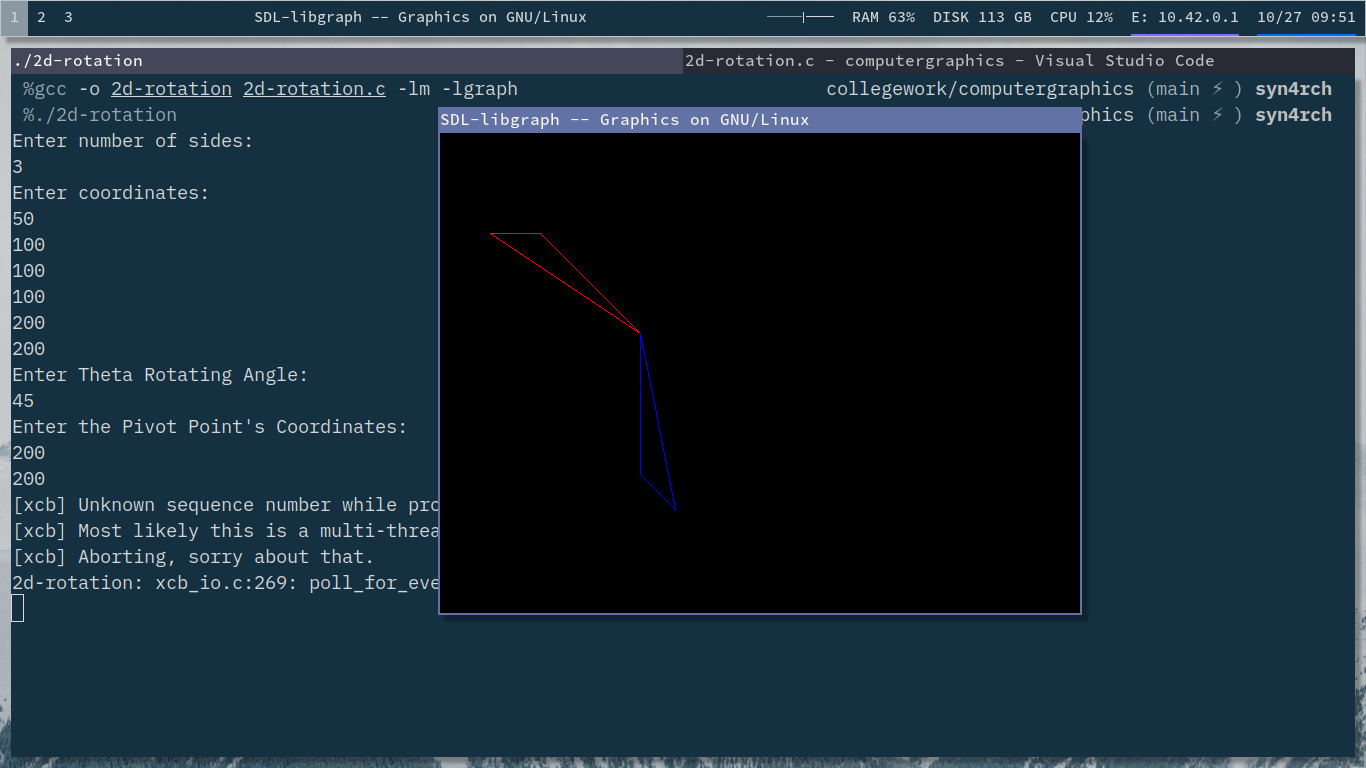 1 2 3 SDL-libgraph -- Graphics on GNU/Linux RAM 63% DISK 113 GB CPU 12% E: 10.42.0.1 10/27 09:51
./2d-rotation 2d-rotation.c - computergraphics - Visual Studio Code
%gcc -o 2d-rotation 2d-rotation.c -lm -lgraph collegework/computergraphics (main ⚡ ) syn4rch
%./2d-rotation phics (main ⚡ ) syn4rch
SDL-libgraph -- Graphics on GNU/Linux
Enter number of sides:
3
Enter coordinates:
50
100
100
100
200
200
Enter Theta Rotating Angle:
45
Enter the Pivot Point's Coordinates:
200
200
[xcb] Unknown sequence number while pro
[xcb] Most likely this is a multi-threa
[xcb] Aborting, sorry about that.
2d-rotation: xcb_io.c:269: poll_for_eve